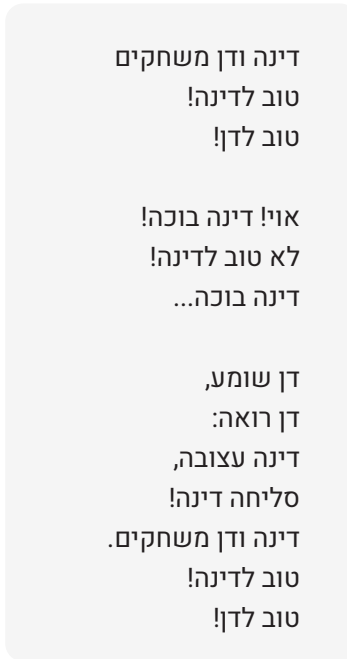 דינה ודן משחקים
טוב לדינה!
טוב לדן!
אוי! דינה בוכה!
לא טוב לדינה!
דינה בוכה...
דן שומע,
דן רואה:
דינה עצובה,
סליחה דינה!
דינה ודן משחקים.
טוב לדינה!
טוב לדן!